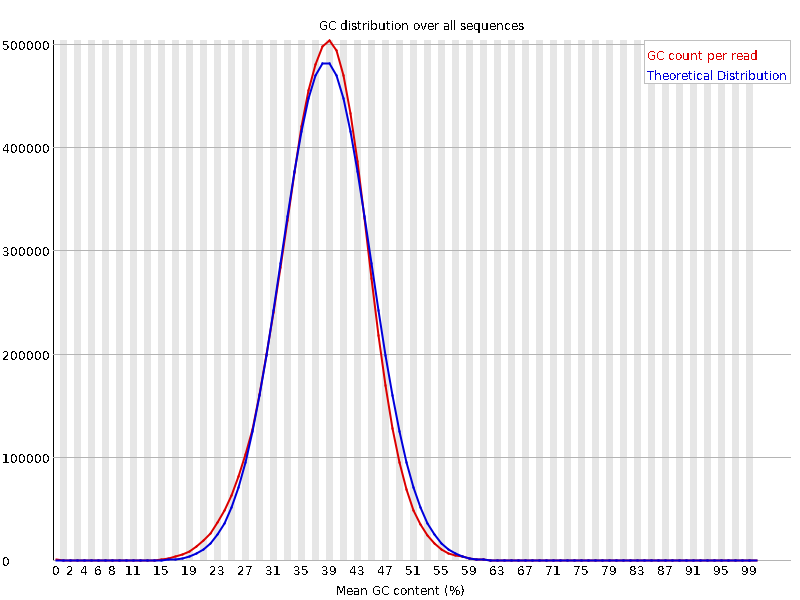 GC distribution over all sequences
GC count per read
Theoretical Distribution
500000
400000
300000
200000
100000
0
0 2 4 6 8 11 15 19 23 27 31 35 39 43 47 51 55 59 63 67 71 75 79 83 87 91 95 99
Mean GC content (%)